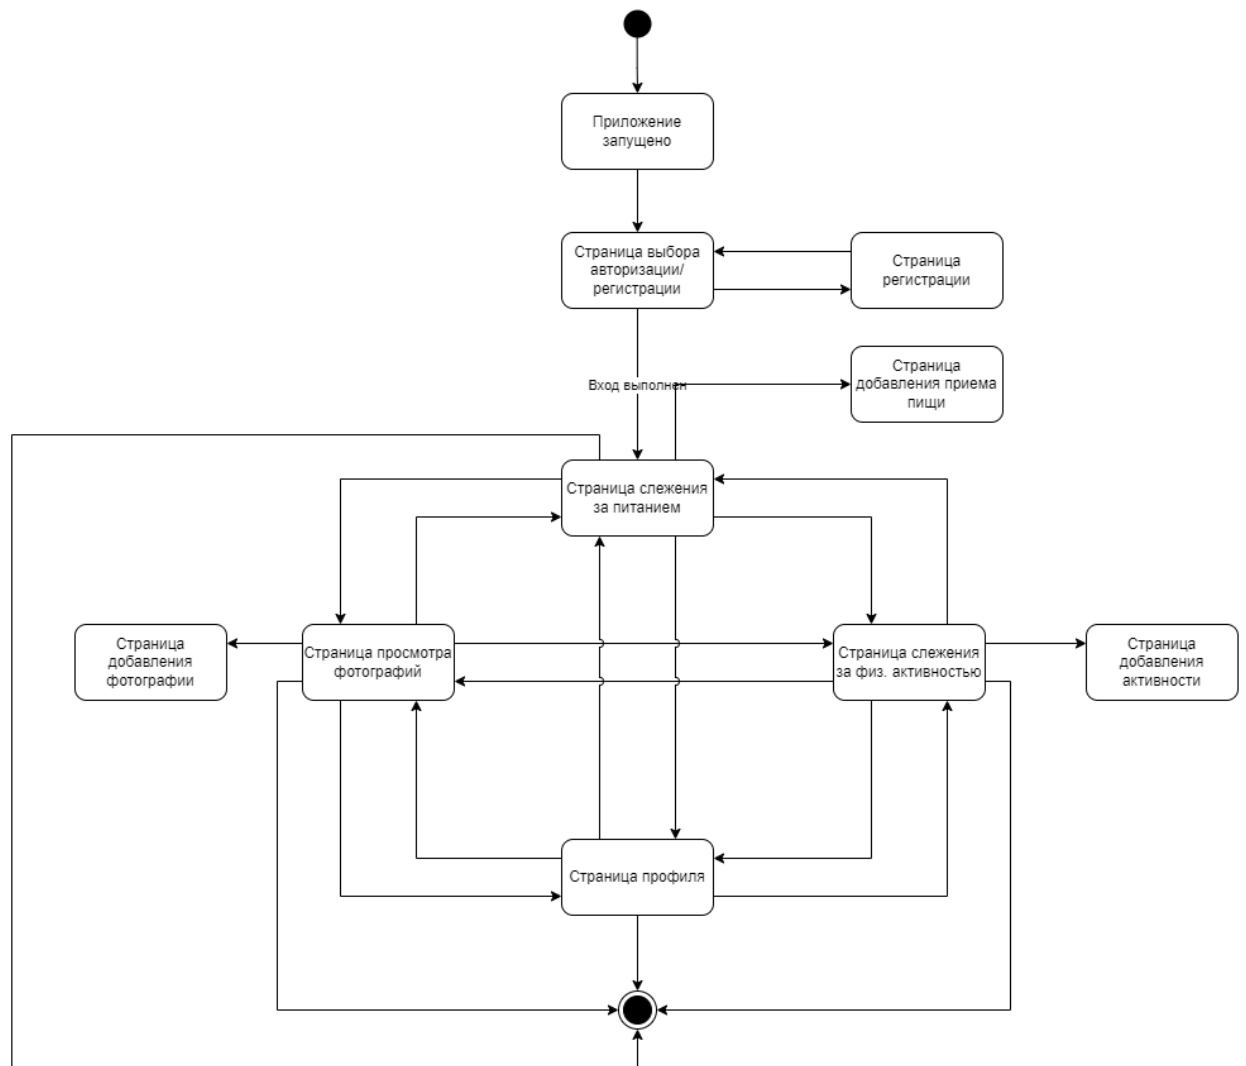 Приложение
запущено
Страница выбора
авторизации/
регистрации
Страница
регистрации
Страница
добавления приема
пищи
Вход выполнен
Страница слежения
за питанием
Страница
добавления
фотографии
Страница просмотра
фотографий
Страница слежения
за физ. активностью
Страница
добавления
активности
Страница профиля